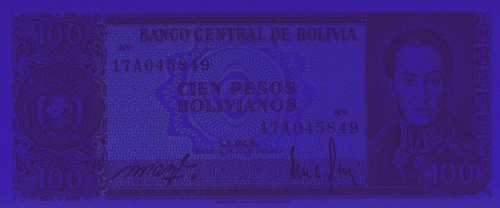 100
BANCO CENTRAL DE BOLIVIA
Nº
17A045849
CIEN PESOS
BOLIVIANOS
Nº
17A045849
LA PAZ
100
100